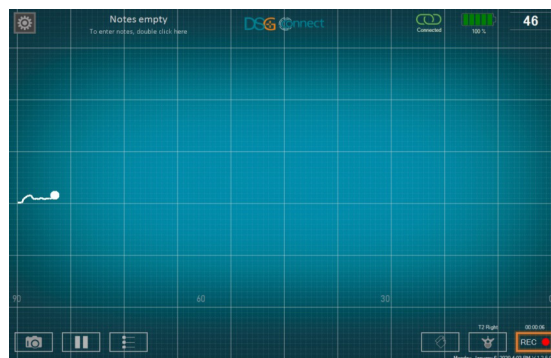 Notes empty
To enter notes, double click here
DSG Connect
Connected
100 %
46
90
60
30
T2 Right
00:00:06
REC